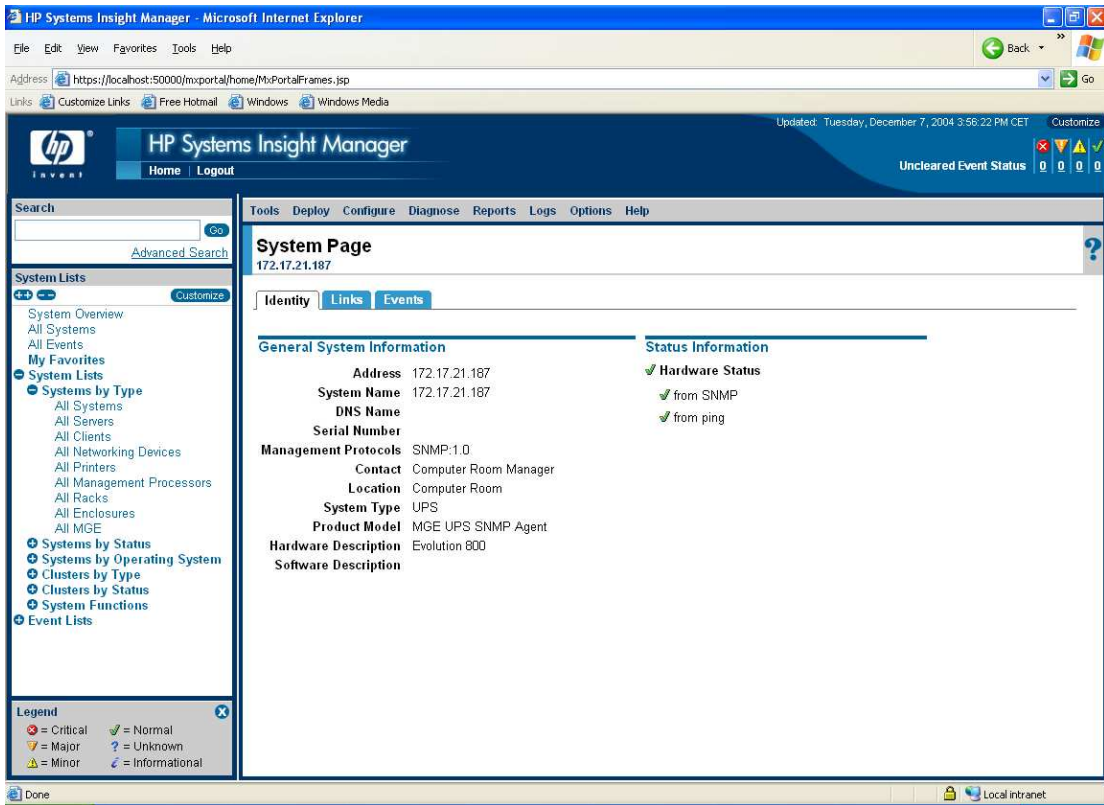 HP Systems Insight Manager - Microsoft Internet Explorer
File Edit View Favorites Tools Help
Back
Address https://localhost:50000/mxportal/home/MxPortalFrames.jsp Go
Links Customize Links Free Hotmail Windows Windows Media
Updated: Tuesday, December 7, 2004 3:56:22 PM CET Customize
hp
invent
HP Systems Insight Manager
Home | Logout
Uncleared Event Status 0 0 0 0
Search
Go
Advanced Search
System Lists
Customize
System Overview
All Systems
All Events
My Favorites
System Lists
Systems by Type
All Systems
All Servers
All Clients
All Networking Devices
All Printers
All Management Processors
All Racks
All Enclosures
All MGE
Systems by Status
Systems by Operating System
Clusters by Type
Clusters by Status
System Functions
Event Lists
Legend
= Critical = Normal
= Major ? = Unknown
= Minor i = Informational
Tools Deploy Configure Diagnose Reports Logs Options Help
System Page ?
172.17.21.187
Identity Links Events
General System Information
Address 172.17.21.187
System Name 172.17.21.187
DNS Name
Serial Number
Management Protocols SNMP:1.0
Contact Computer Room Manager
Location Computer Room
System Type UPS
Product Model MGE UPS SNMP Agent
Hardware Description Evolution 800
Software Description
Status Information
Hardware Status
from SNMP
from ping
Done Local intranet